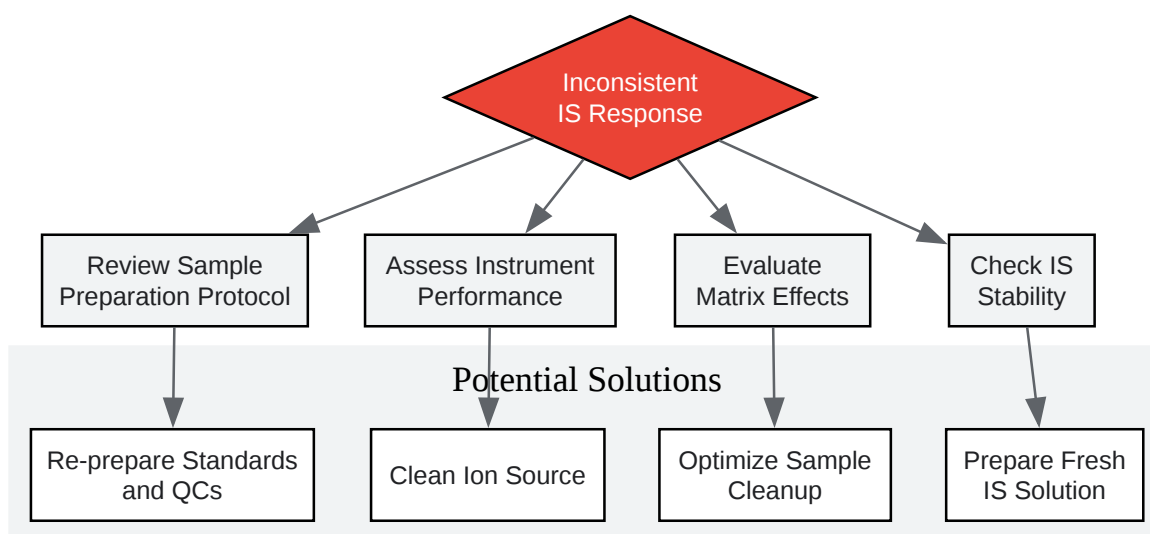 Inconsistent
IS Response
Review Sample
Preparation Protocol
Assess Instrument
Performance
Evaluate
Matrix Effects
Check IS
Stability
Potential Solutions
Re-prepare Standards
and QCs
Clean Ion Source
Optimize Sample
Cleanup
Prepare Fresh
IS Solution